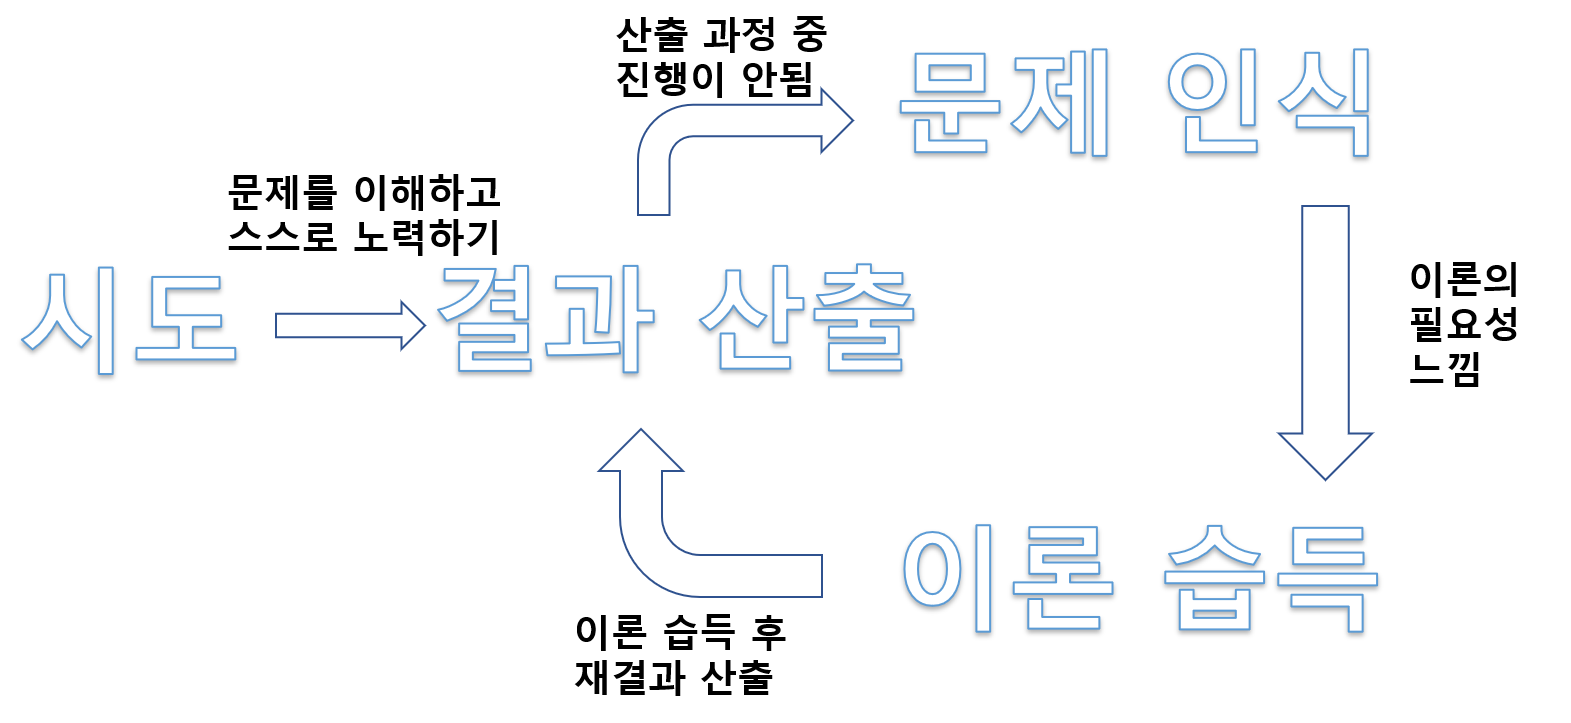 산출 과정 중
진행이 안됨
문제 인식
문제를 이해하고
스스로 노력하기
시도
결과 산출
이론의
필요성
느낌
이론 습득
이론 습득 후
재결과 산출